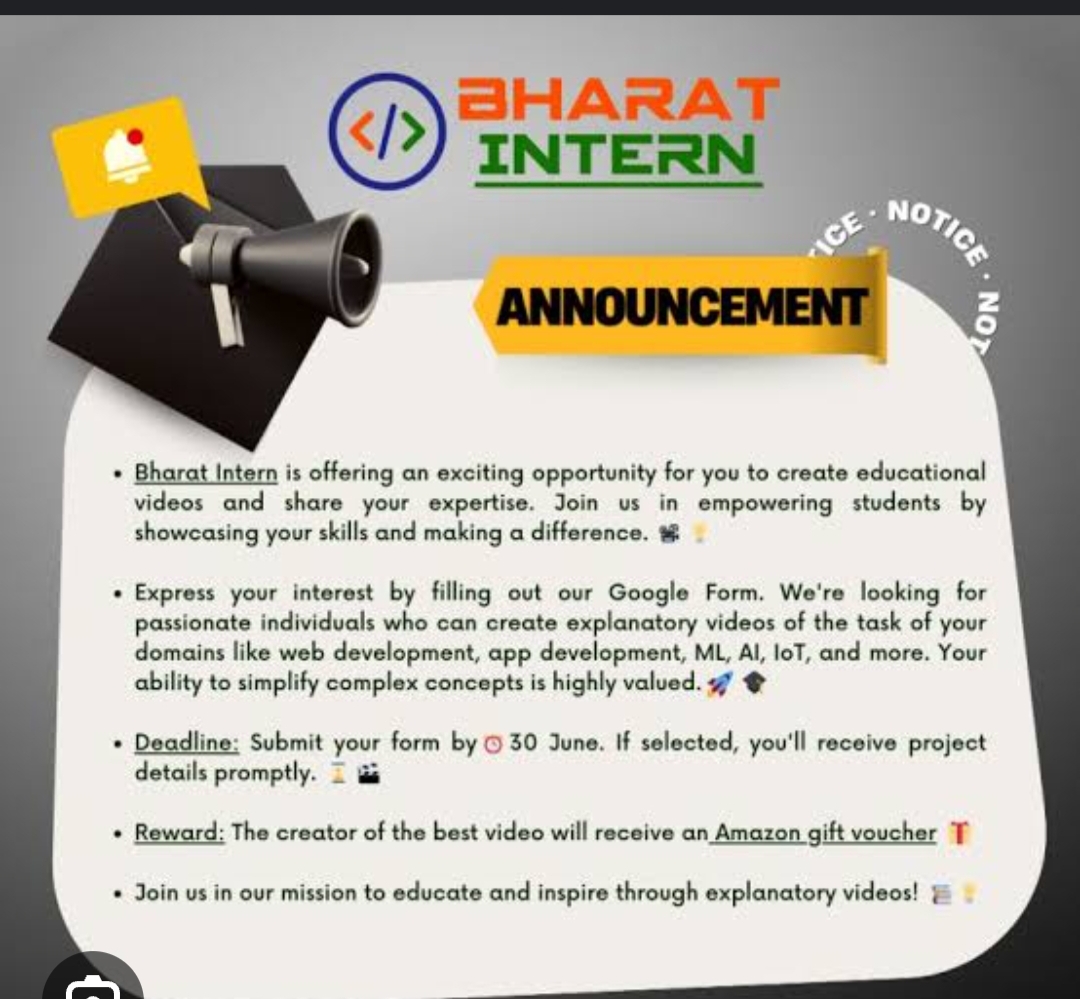 </>
BHARAT
INTERN
TICE · NOTICE · NOT
ANNOUNCEMENT
• Bharat Intern is offering an exciting opportunity for you to create educational
videos and share your expertise. Join us in empowering students by
showcasing your skills and making a difference. 📽️ 💡
• Express your interest by filling out our Google Form. We're looking for
passionate individuals who can create explanatory videos of the task of your
domains like web development, app development, ML, AI, IoT, and more. Your
ability to simplify complex concepts is highly valued. 🚀 🎓
• Deadline: Submit your form by ⏰ 30 June. If selected, you'll receive project
details promptly. ⏳ 🎬
• Reward: The creator of the best video will receive an Amazon gift voucher 🎁
• Join us in our mission to educate and inspire through explanatory videos! 📚 💡